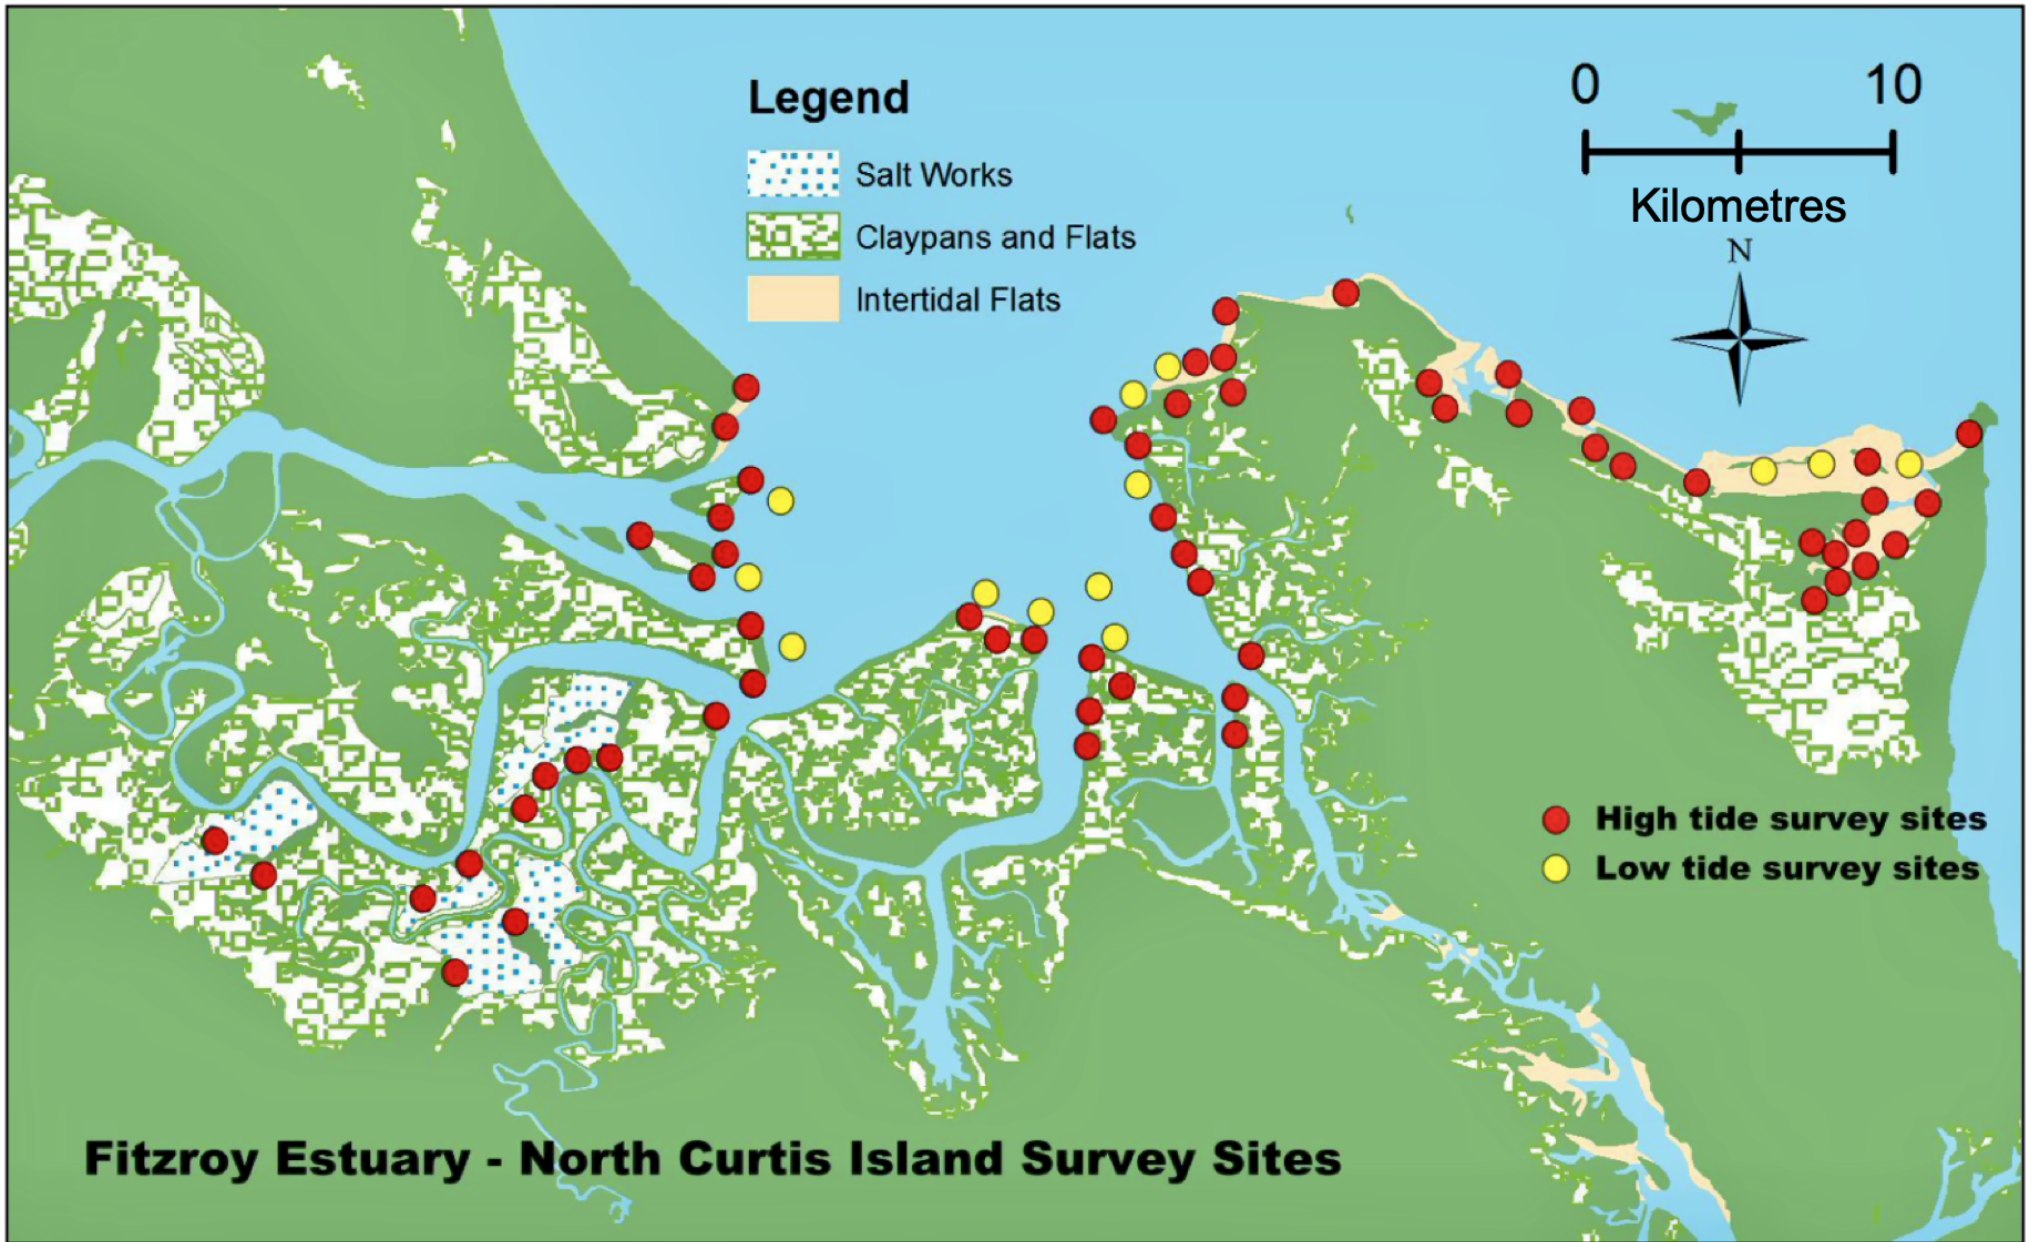 Legend
Salt Works
Claypans and Flats
Intertidal Flats
0 10
Kilometres
N
High tide survey sites
Low tide survey sites
Fitzroy Estuary - North Curtis Island Survey Sites